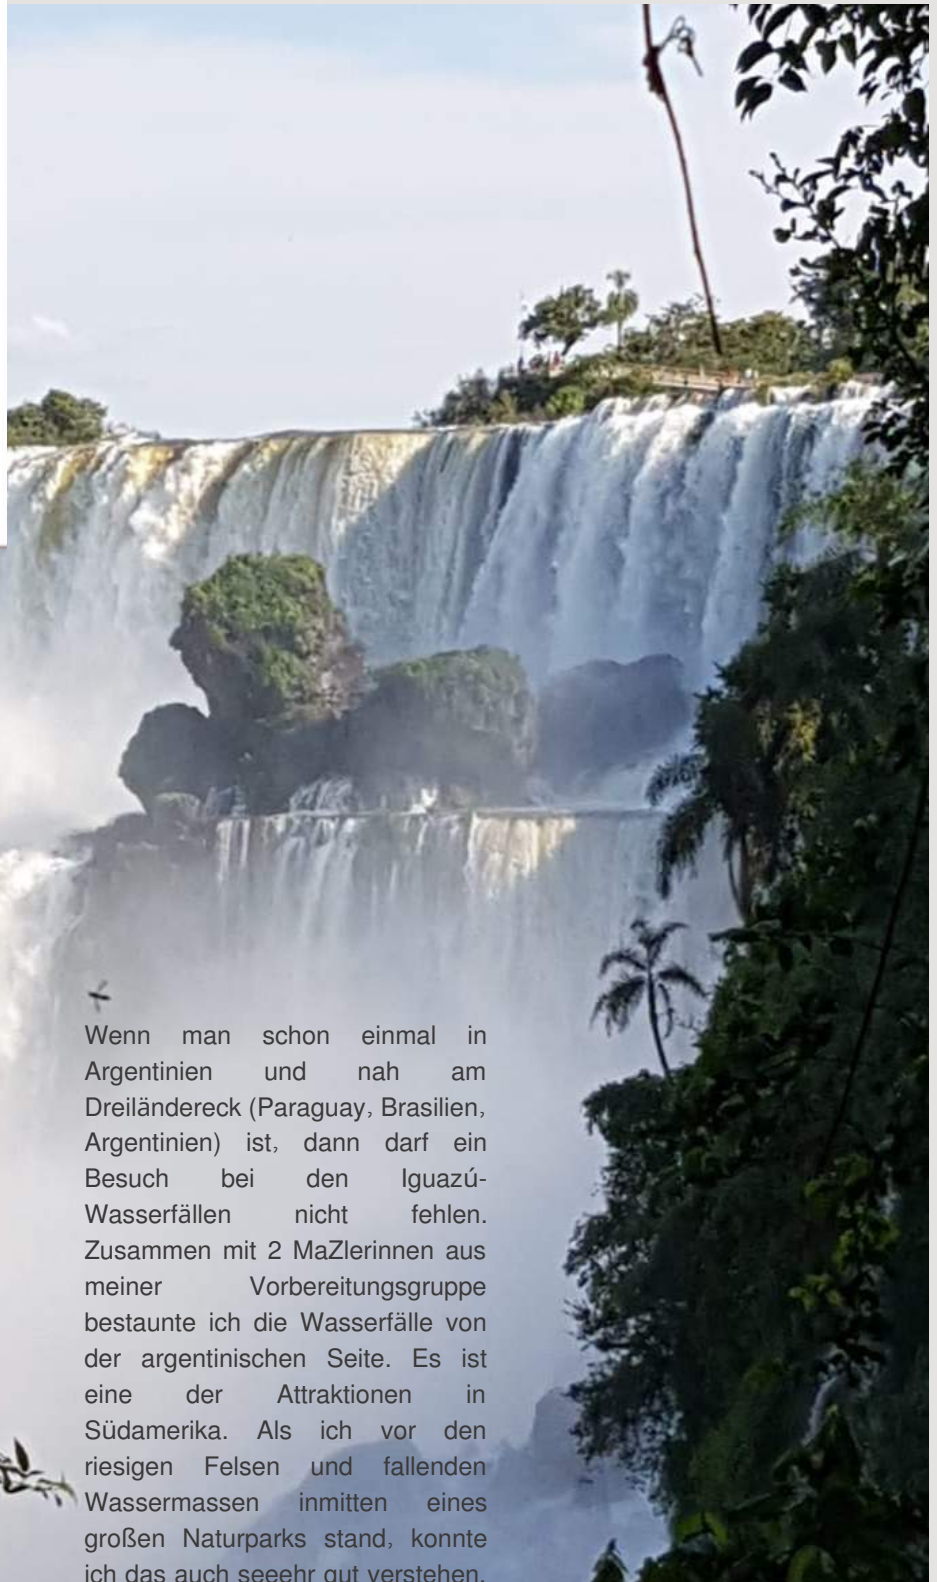 Wenn man schon einmal in
Argentinien und nah am
Dreiländereck (Paraguay, Brasilien,
Argentinien) ist, dann darf ein
Besuch bei den Iguazú-
Wasserfällen nicht fehlen.
Zusammen mit 2 MaZlerinnen aus
meiner Vorbereitungsgruppe
bestaunte ich die Wasserfälle von
der argentinischen Seite. Es ist
eine der Attraktionen in
Südamerika. Als ich vor den
riesigen Felsen und fallenden
Wassermassen inmitten eines
großen Naturparks stand, konnte
ich das auch seeehr gut verstehen.